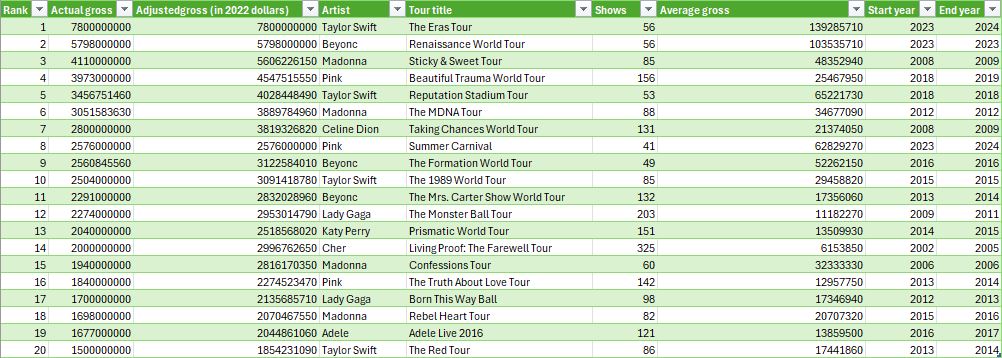 Rank Actual gross Adjustedgross (in 2022 dollars) Artist Tour title Shows Average gross Start year End year
1 7800000000 7800000000 Taylor Swift The Eras Tour 56 139285710 2023 2024
2 5798000000 5798000000 Beyonc Renaissance World Tour 56 103535710 2023 2023
3 4110000000 5606226150 Madonna Sticky & Sweet Tour 85 48352940 2008 2009
4 3973000000 4547515550 Pink Beautiful Trauma World Tour 156 25467950 2018 2019
5 3456751460 4028448490 Taylor Swift Reputation Stadium Tour 53 65221730 2018 2018
6 3051583630 3889784960 Madonna The MDNA Tour 88 34677090 2012 2012
7 2800000000 3819326820 Celine Dion Taking Chances World Tour 131 21374050 2008 2009
8 2576000000 2576000000 Pink Summer Carnival 41 62829270 2023 2024
9 2560845560 3122584010 Beyonc The Formation World Tour 49 52262150 2016 2016
10 2504000000 3091418780 Taylor Swift The 1989 World Tour 85 29458820 2015 2015
11 2291000000 2832028960 Beyonc The Mrs. Carter Show World Tour 132 17356060 2013 2014
12 2274000000 2953014790 Lady Gaga The Monster Ball Tour 203 11182270 2009 2011
13 2040000000 2518568020 Katy Perry Prismatic World Tour 151 13509930 2014 2015
14 2000000000 2996762650 Cher Living Proof: The Farewell Tour 325 6153850 2002 2005
15 1940000000 2816170350 Madonna Confessions Tour 60 32333330 2006 2006
16 1840000000 2274523470 Pink The Truth About Love Tour 142 12957750 2013 2014
17 1700000000 2135685710 Lady Gaga Born This Way Ball 98 17346940 2012 2013
18 1698000000 2070467550 Madonna Rebel Heart Tour 82 20707320 2015 2016
19 1677000000 2044861060 Adele Adele Live 2016 121 13859500 2016 2017
20 1500000000 1854231090 Taylor Swift The Red Tour 86 17441860 2013 2014